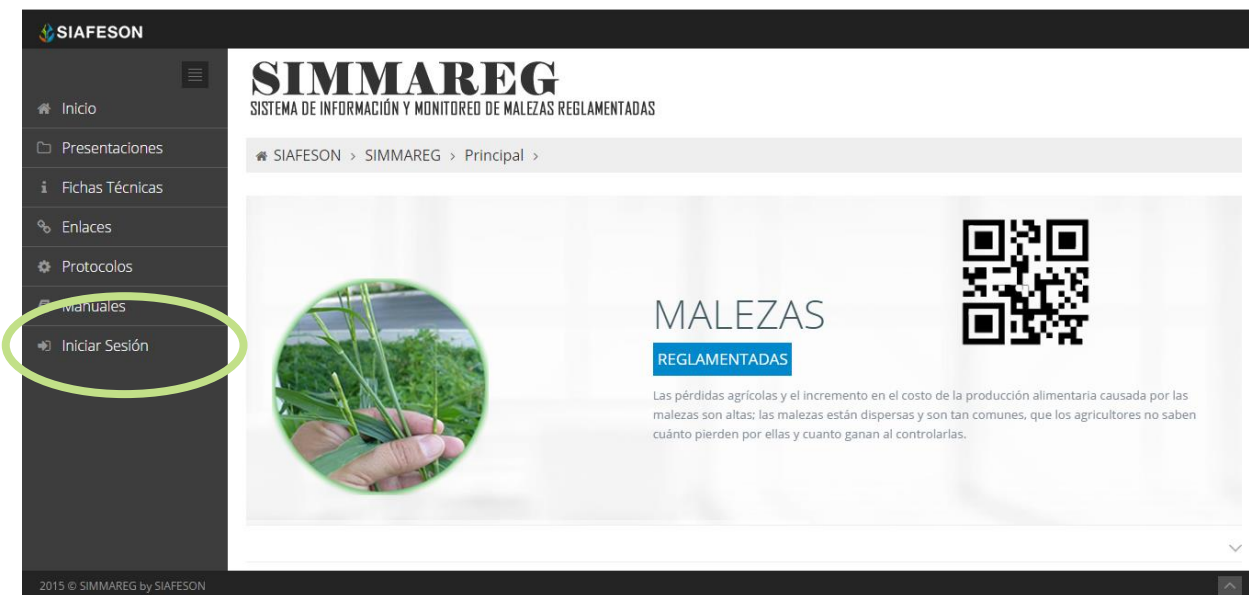 SIAFESON
Inicio
Presentaciones
Fichas Técnicas
Enlaces
Protocolos
Manuales
Iniciar Sesión
SIMMAREG
SISTEMA DE INFORMACIÓN Y MONITOREO DE MALEZAS REGLAMENTADAS
SIAFESON > SIMMAREG > Principal >
MALEZAS
REGLAMENTADAS
Las pérdidas agrícolas y el incremento en el costo de la producción alimentaria causada por las
malezas son altas; las malezas están dispersas y son tan comunes, que los agricultores no saben
cuánto pierden por ellas y cuanto ganan al controlarlas.
2015 © SIMMAREG by SIAFESON